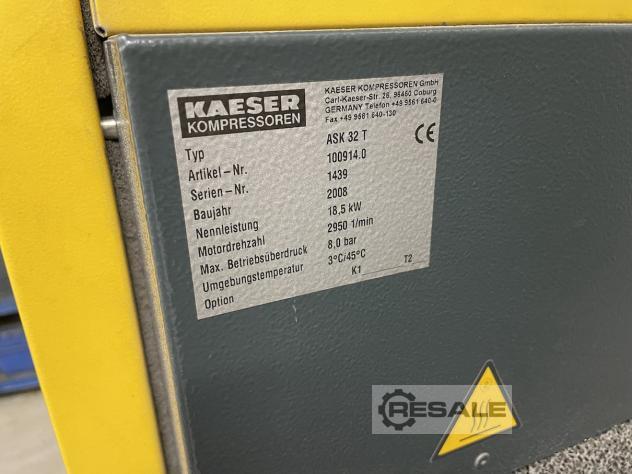 KAESER
KOMPRESSOREN
KAESER KOMPRESSOREN GmbH
Carl-Kaeser-Str. 26, 96450 Coburg
GERMANY Telefon +49 9561 640-0
Fax +49 9561 640-130
CE
Typ ASK 32 T
Artikel-Nr. 100914.0
Serien-Nr. 1439
Baujahr 2008
Nennleistung 18,5 kW
Motordrehzahl 2950 1/min
Max. Betriebsüberdruck 8,0 bar
Umgebungstemperatur 3°C/45°C
Option K1 T2
RESALE